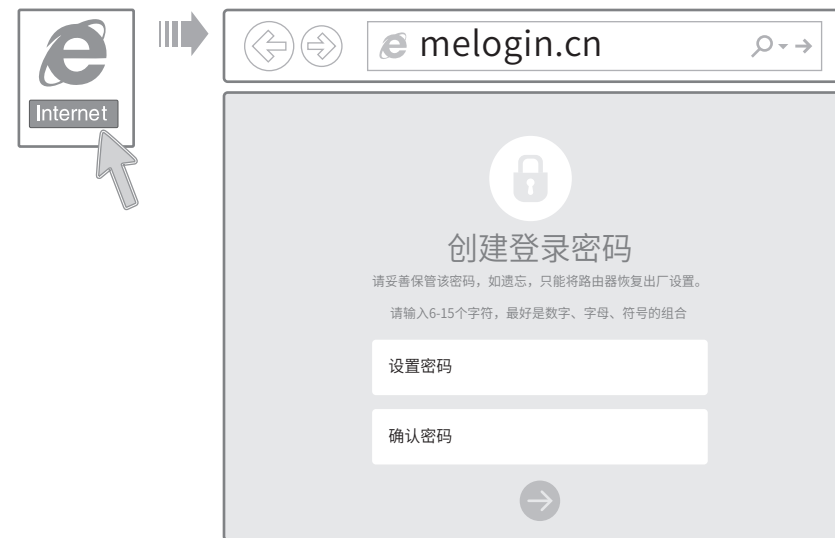 melogin.cn
Internet
创建登录密码
请妥善保管该密码，如遗忘，只能将路由器恢复出厂设置。
请输入6-15个字符，最好是数字、字母、符号的组合
设置密码
确认密码